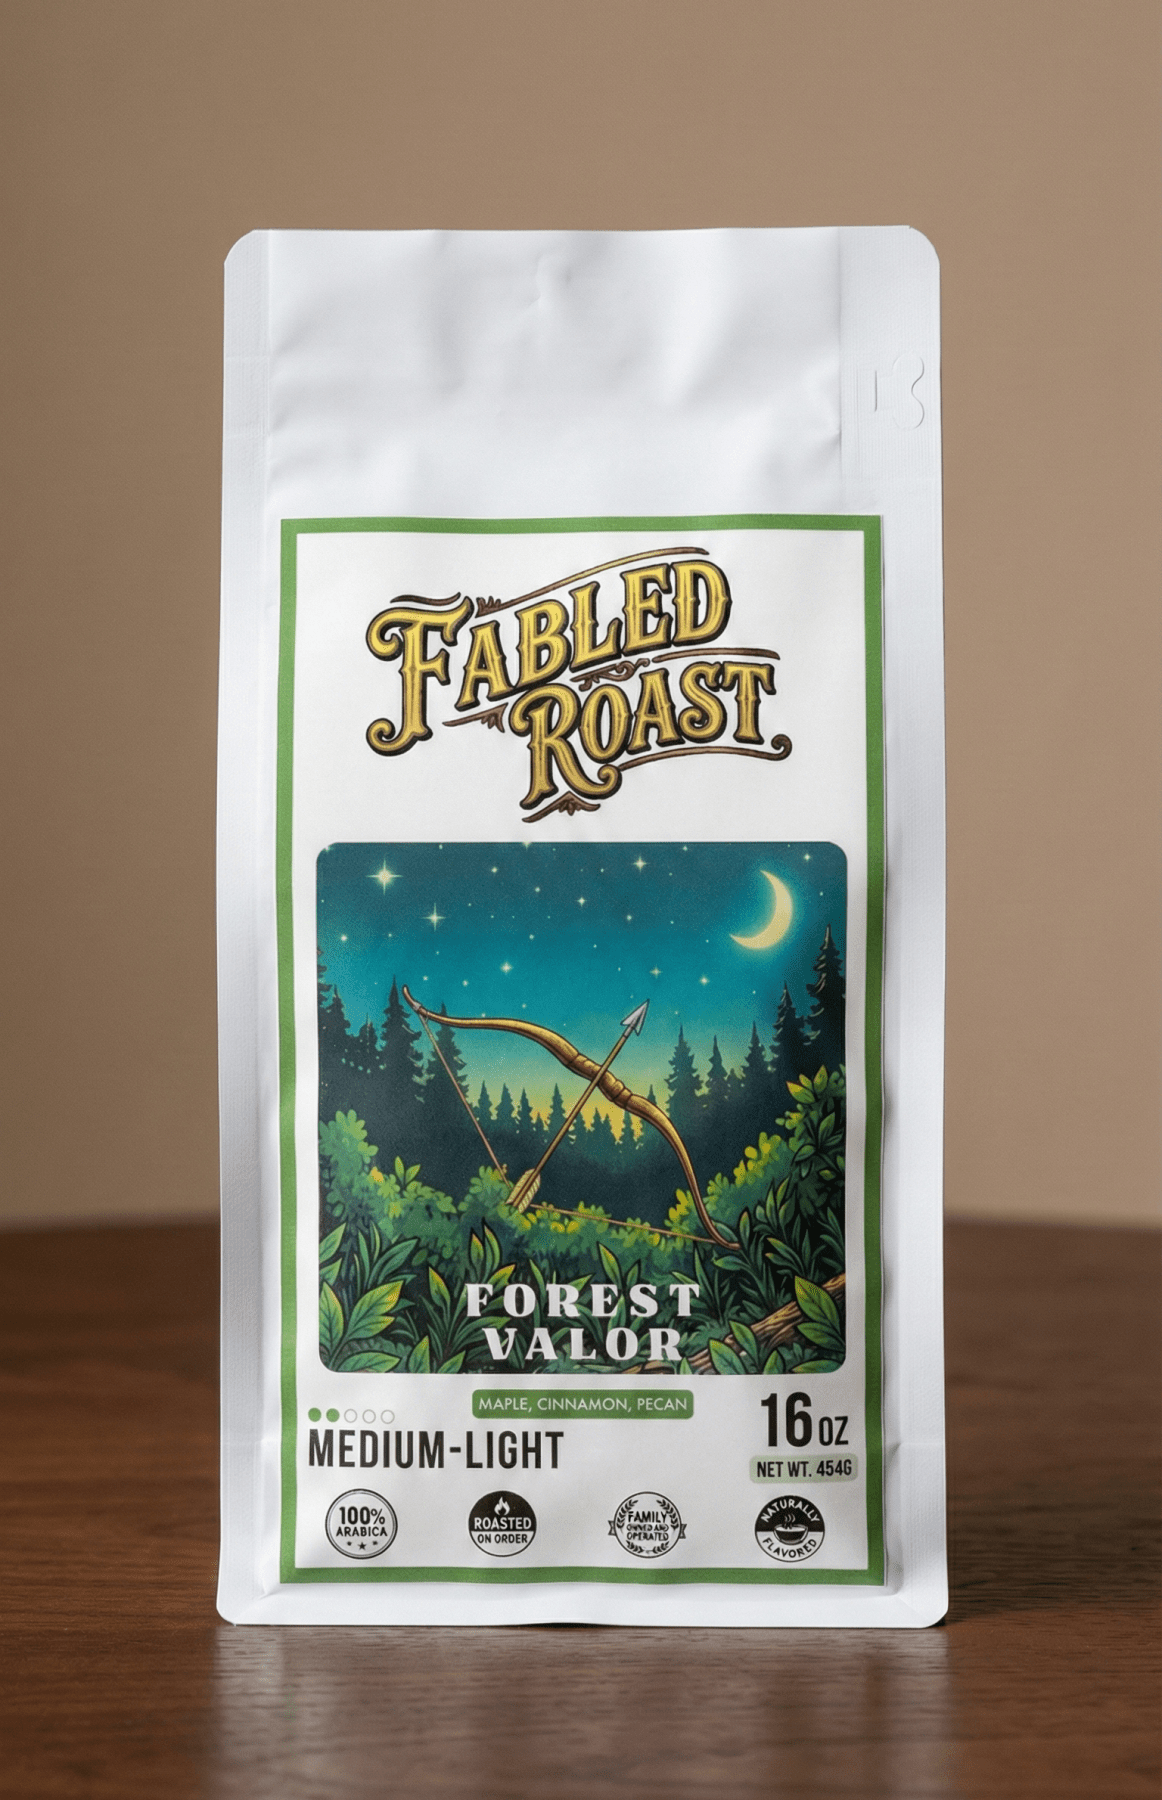 FABLED
ROAST
FOREST
VALOR
MAPLE, CINNAMON, PECAN
MEDIUM-LIGHT
16 OZ
NET WT. 454G
100%
ARABICA
ROASTED
ON ORDER
FAMILY
OWNED AND
OPERATED
NATURALLY
FLAVORED